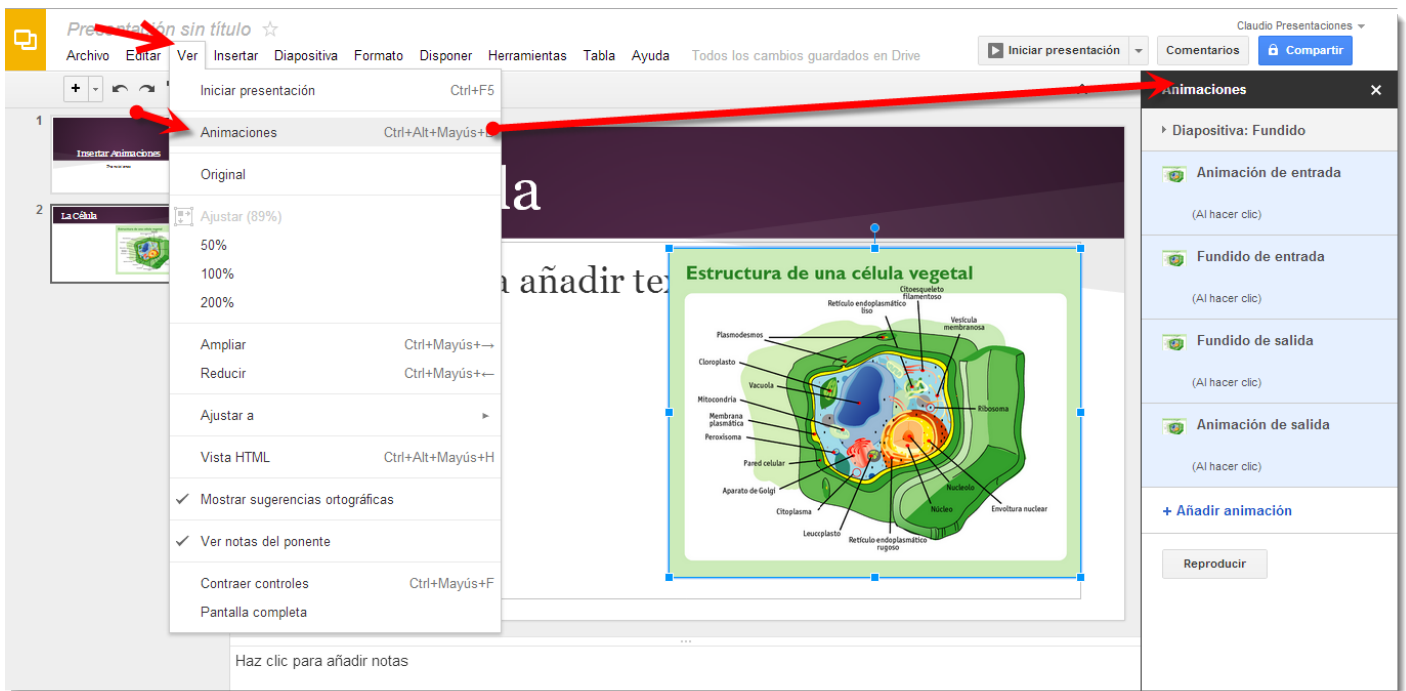 Presentación sin título
Claudio Presentaciones
Archivo Editar Ver Insertar Diapositiva Formato Disponer Herramientas Tabla Ayuda Todos los cambios guardados en Drive
Iniciar presentación
Comentarios
Compartir
Iniciar presentación Ctrl+F5
Animaciones Ctrl+Alt+Mayús+
Original
Ajustar (89%)
50%
100%
200%
Ampliar Ctrl+Mayús+→
Reducir Ctrl+Mayús+←
Ajustar a
Vista HTML Ctrl+Alt+Mayús+H
Mostrar sugerencias ortográficas
Ver notas del ponente
Contraer controles Ctrl+Mayús+F
Pantalla completa
1
Insertar Animaciones
2
La Célula
la
a añadir te
Estructura de una célula vegetal
Citoesqueleto
filamentoso
Retículo endoplasmático
liso
Vesícula
membranosa
Plasmodesmos
Cloroplasto
Vacuola
Mitocondria
Ribosoma
Membrana
plasmática
Peroxisoma
Pared celular
Aparato de Golgi
Nucleolo
Citoplasma
Núcleo
Envoltura nuclear
Leucoplasto
Retículo endoplasmático
rugoso
Haz clic para añadir notas
Animaciones
Diapositiva: Fundido
Animación de entrada
(Al hacer clic)
Fundido de entrada
(Al hacer clic)
Fundido de salida
(Al hacer clic)
Animación de salida
(Al hacer clic)
+ Añadir animación
Reproducir